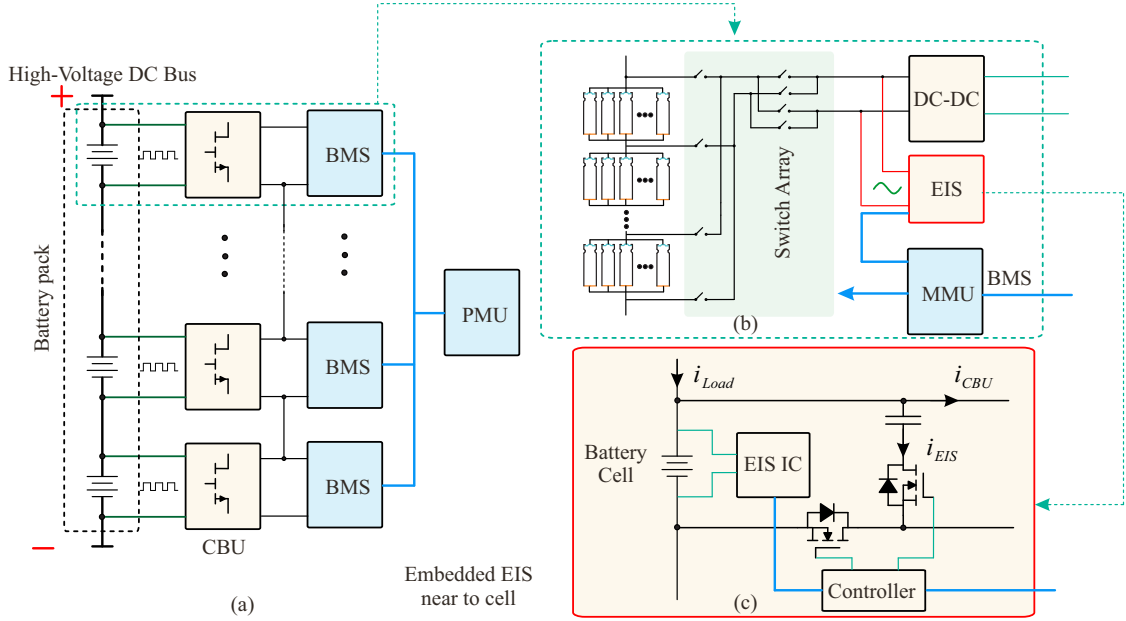 High-Voltage DC Bus
+
Battery pack
BMS
BMS
BMS
CBU
PMU
−
(a)
Embedded EIS
near to cell
Switch Array
DC-DC
EIS
MMU
BMS
(b)
i_Load
i_CBU
Battery
Cell
EIS IC
i_EIS
Controller
(c)